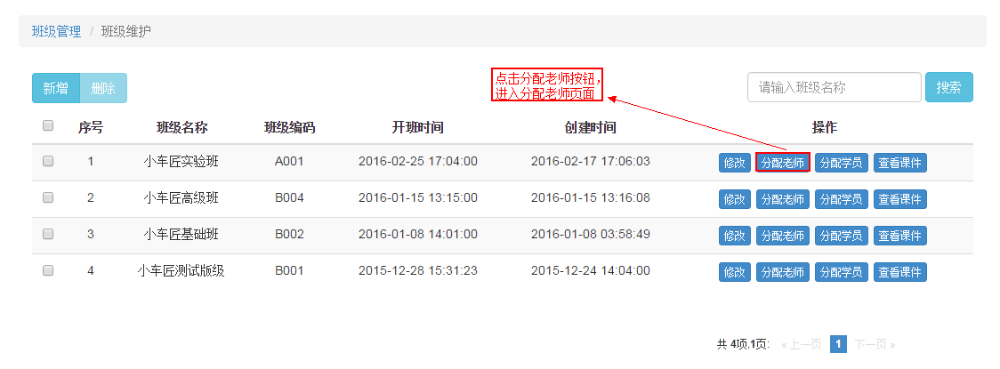 班级管理 / 班级维护
点击分配老师按钮，
进入分配老师页面
新增 删除 请输入班级名称 搜索
序号 班级名称 班级编码 开班时间 创建时间 操作
1 小车匠实验班 A001 2016-02-25 17:04:00 2016-02-17 17:06:03 修改 分配老师 分配学员 查看课件
2 小车匠高级班 B004 2016-01-15 13:15:00 2016-01-15 13:16:08 修改 分配老师 分配学员 查看课件
3 小车匠基础班 B002 2016-01-08 14:01:00 2016-01-08 03:58:49 修改 分配老师 分配学员 查看课件
4 小车匠测试版级 B001 2015-12-28 15:31:23 2015-12-24 14:04:00 修改 分配老师 分配学员 查看课件
共 4项,1页: « 上一页 1 下一页 »